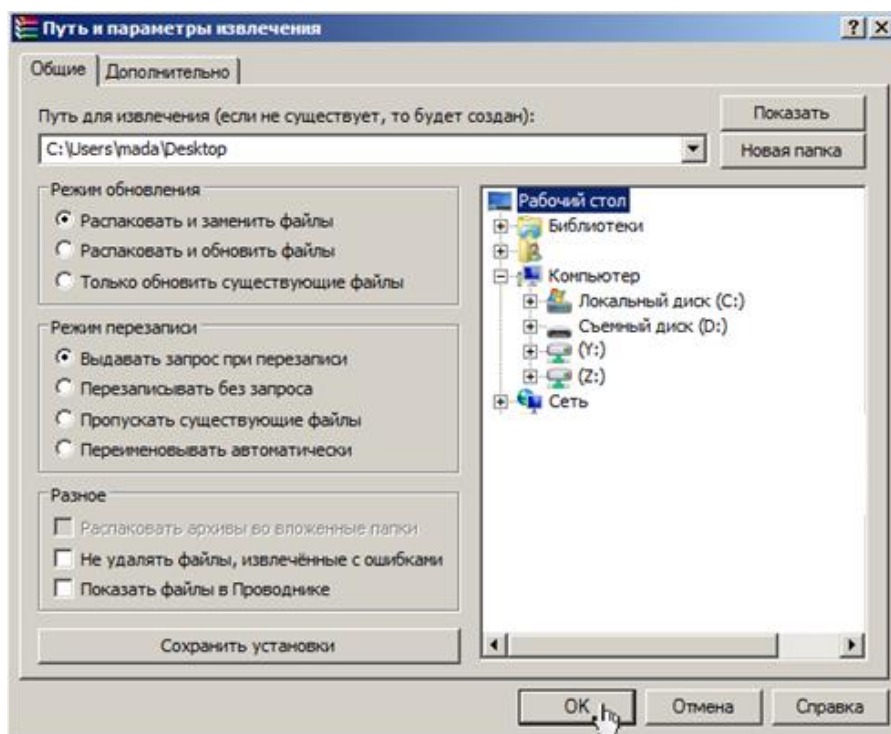 Путь и параметры извлечения
Общие
Дополнительно
Путь для извлечения (если не существует, то будет создан):
Показать
C:\Users\mada\Desktop
Новая папка
Режим обновления
Распаковать и заменить файлы
Распаковать и обновить файлы
Только обновить существующие файлы
Режим перезаписи
Выдавать запрос при перезаписи
Перезаписывать без запроса
Пропускать существующие файлы
Переименовывать автоматически
Разное
Распаковать архивы во вложенные папки
Не удалять файлы, извлечённые с ошибками
Показать файлы в Проводнике
Сохранить установки
Рабочий стол
Библиотеки
Компьютер
Локальный диск (C:)
Съемный диск (D:)
(Y:)
(Z:)
Сеть
OK
Отмена
Справка